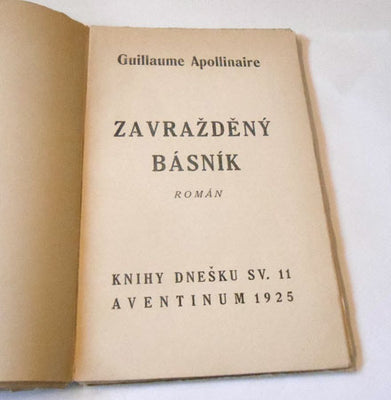 Guillaume Apollinaire
ZAVRAŽDĚNÝ
BÁSNÍK
ROMÁN
KNIHY DNEŠKU SV. 11
AVENTINUM 1925